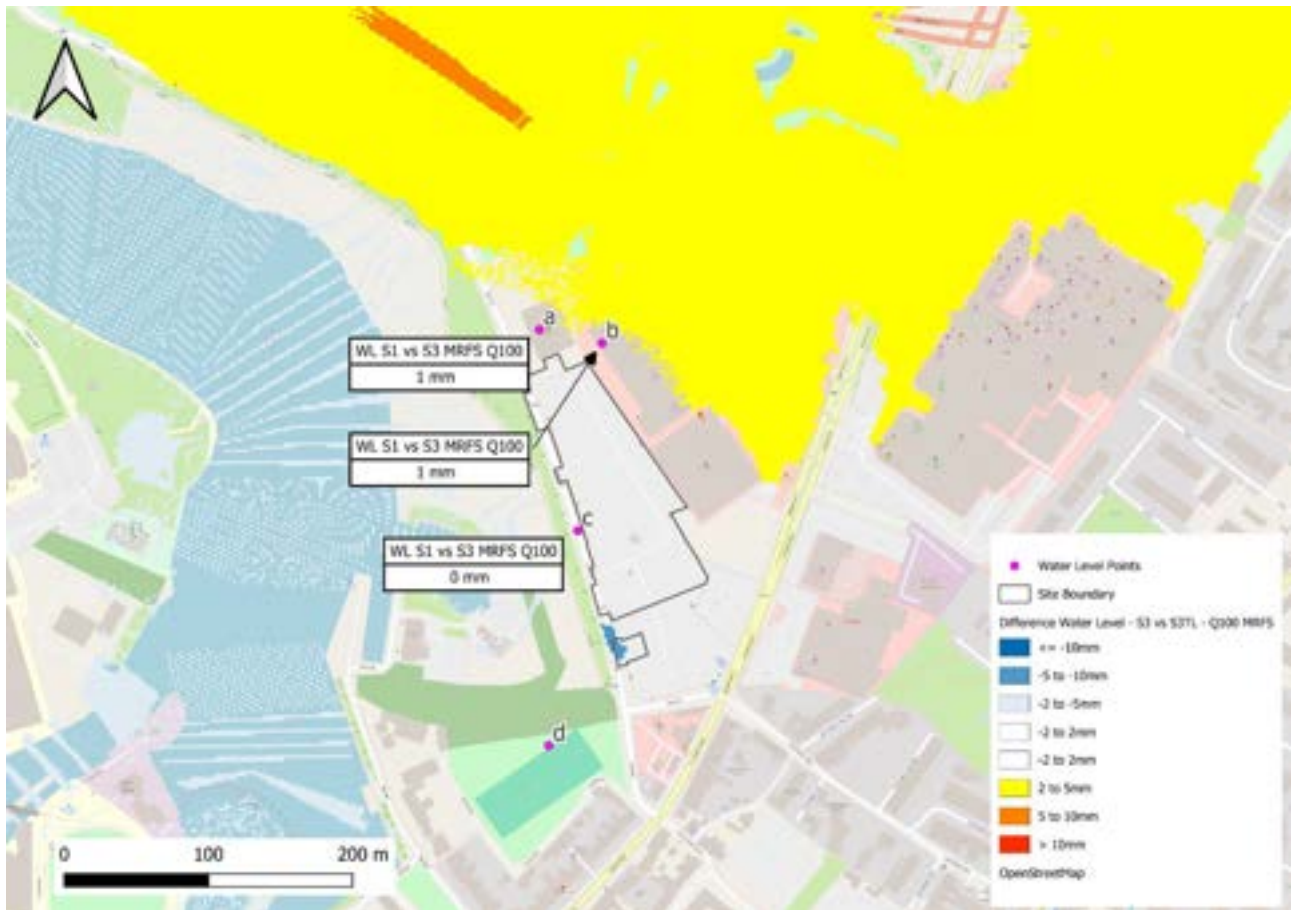 a
b
WL S1 vs S3 MRFS Q100
1 mm
WL S1 vs S3 MRFS Q100
1 mm
c
WL S1 vs S3 MRFS Q100
0 mm
d
0 100 200 m
Water Level Points
Site Boundary
Difference Water Level - S3 vs S3TL - Q100 MRFS
<= -10mm
-5 to -10mm
-2 to -5mm
-2 to 2mm
-2 to 2mm
2 to 5mm
5 to 10mm
> 10mm
OpenStreetMap